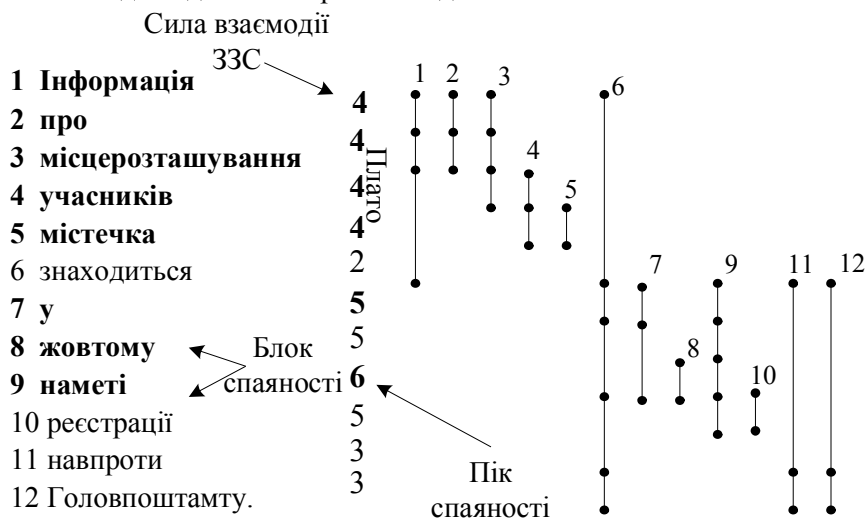 Сила взаємодії
ЗЗС
1 Інформація
2 про
3 місцерозташування
4 учасників
5 містечка
6 знаходиться
7 у
8 жовтому
9 наметі
10 реєстрації
11 навпроти
12 Головпоштамту.
4
4
4
4
2
5
5
6
5
3
3
Плато
Блок
спаяності
Пік
спаяності
1 2 3 6
4
5
7 9 11 12
8
10